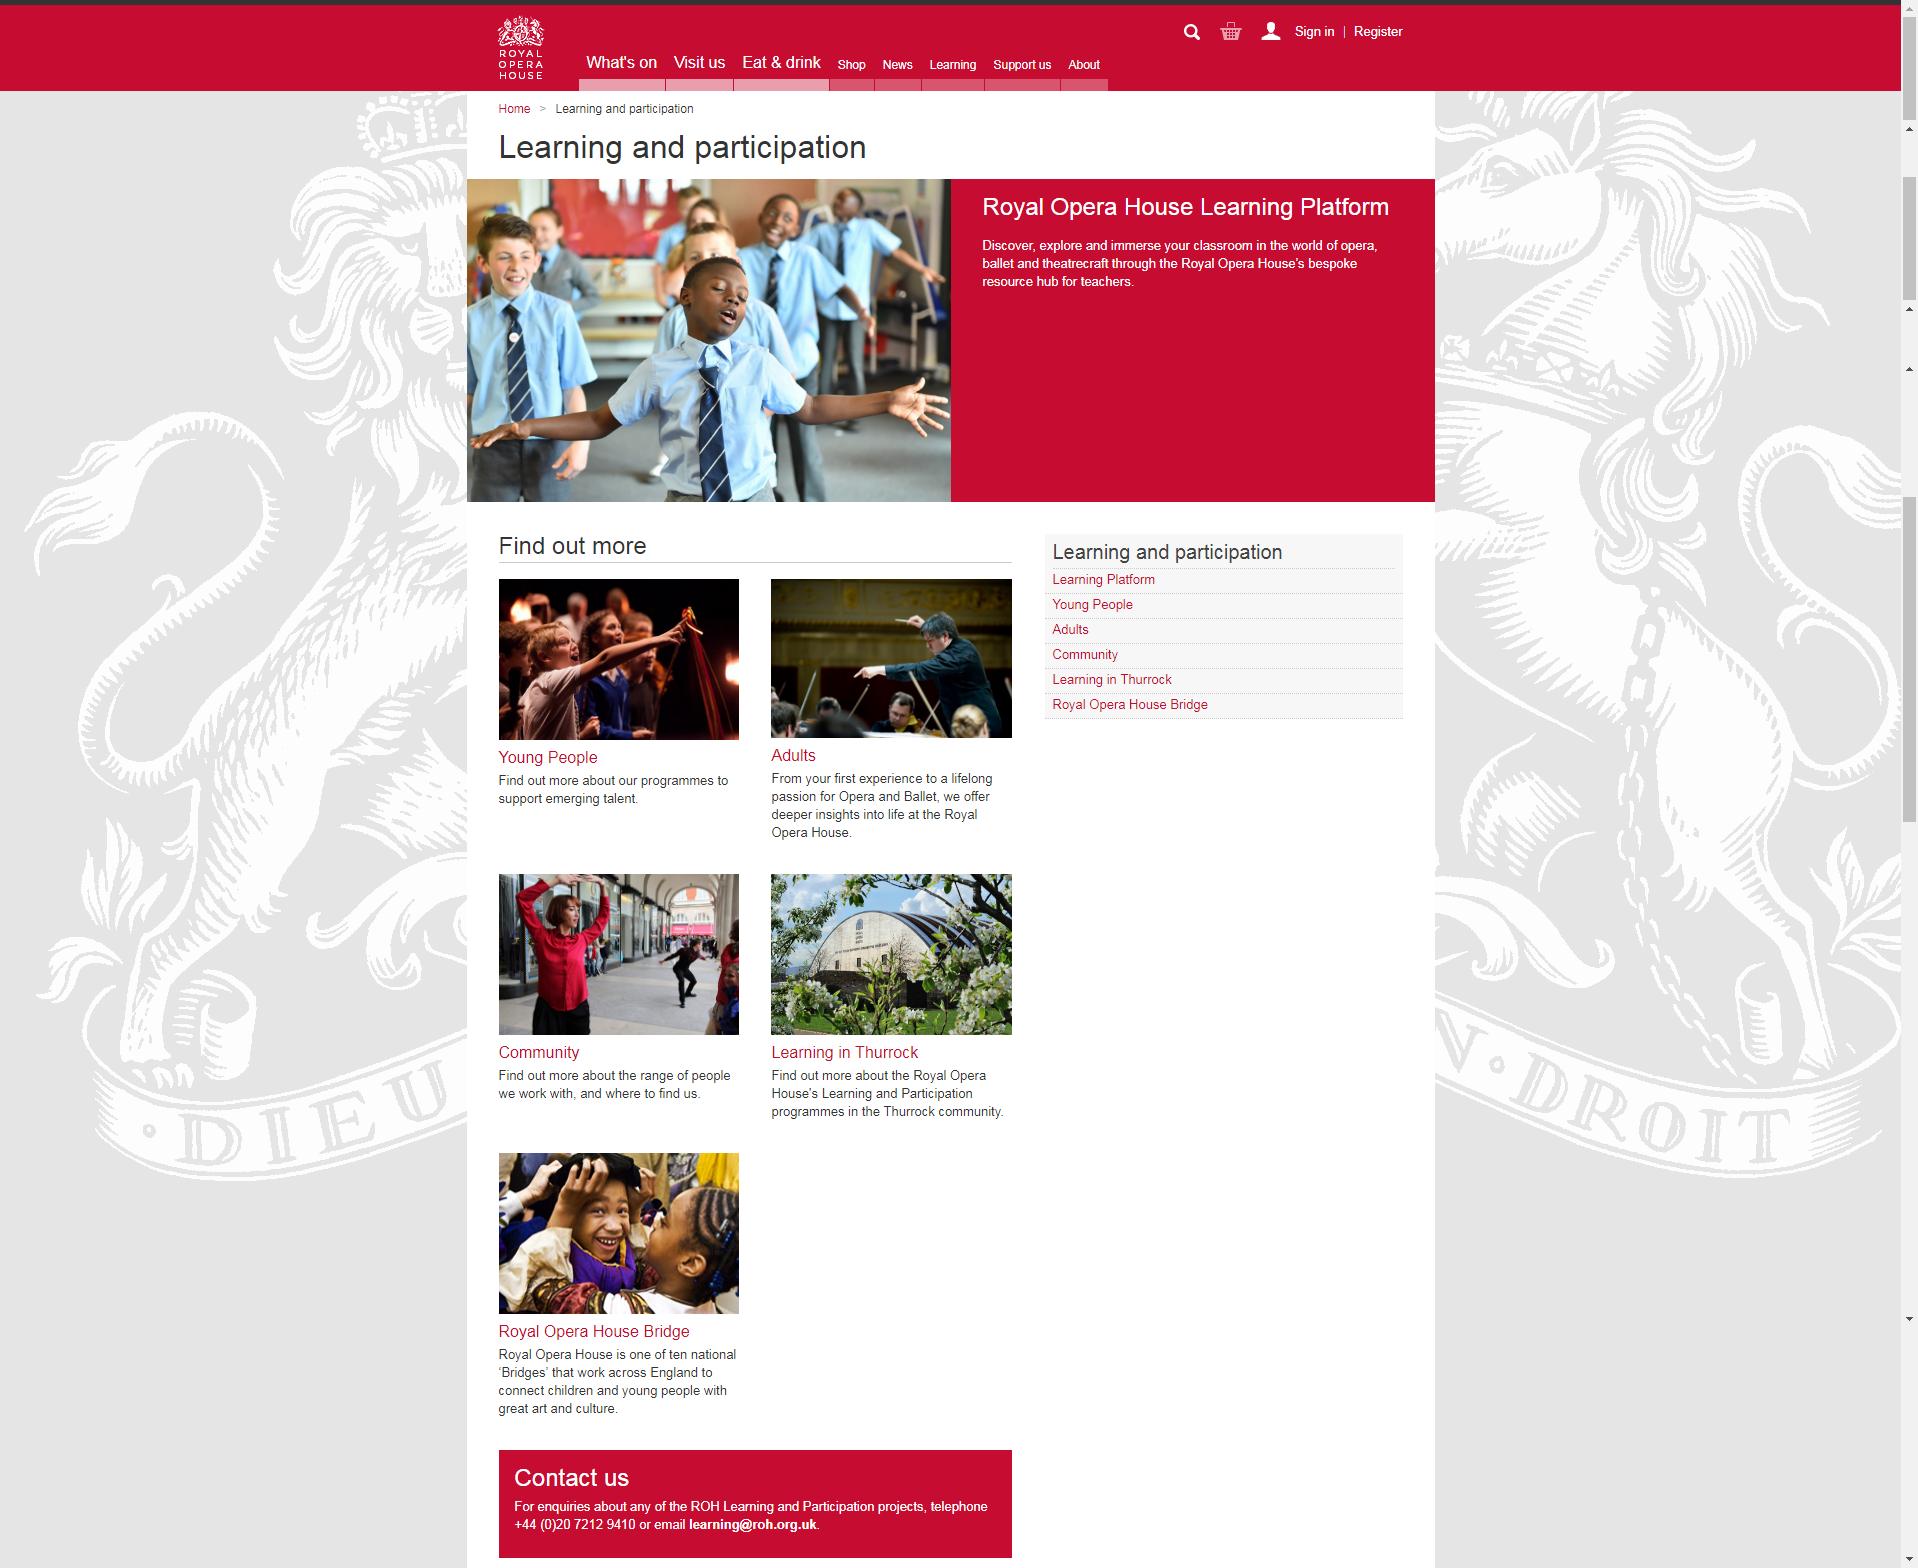 ROYAL
OPERA
HOUSE
Sign in | Register
What's on Visit us Eat & drink Shop News Learning Support us About
Home > Learning and participation
Learning and participation
Royal Opera House Learning Platform
Discover, explore and immerse your classroom in the world of opera,
ballet and theatrecraft through the Royal Opera House's bespoke
resource hub for teachers.
Find out more
Young People
Find out more about our programmes to
support emerging talent.
Adults
From your first experience to a lifelong
passion for Opera and Ballet, we offer
deeper insights into life at the Royal
Opera House.
Community
Find out more about the range of people
we work with, and where to find us.
Learning in Thurrock
Find out more about the Royal Opera
House's Learning and Participation
programmes in the Thurrock community.
Royal Opera House Bridge
Royal Opera House is one of ten national
‘Bridges’ that work across England to
connect children and young people with
great art and culture.
Learning and participation
Learning Platform
Young People
Adults
Community
Learning in Thurrock
Royal Opera House Bridge
Contact us
For enquiries about any of the ROH Learning and Participation projects, telephone
+44 (0)20 7212 9410 or email learning@roh.org.uk.
· DIEU
N · DROIT